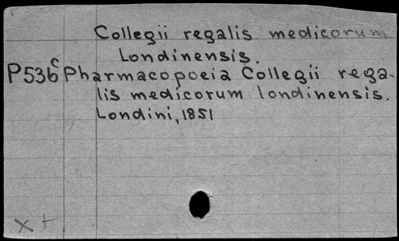 Collegii regalis medicorum
Londinensis.
P536c Pharmacopoeia Collegii rega-
lis medicorum londinensis.
Londini, 1851
x +